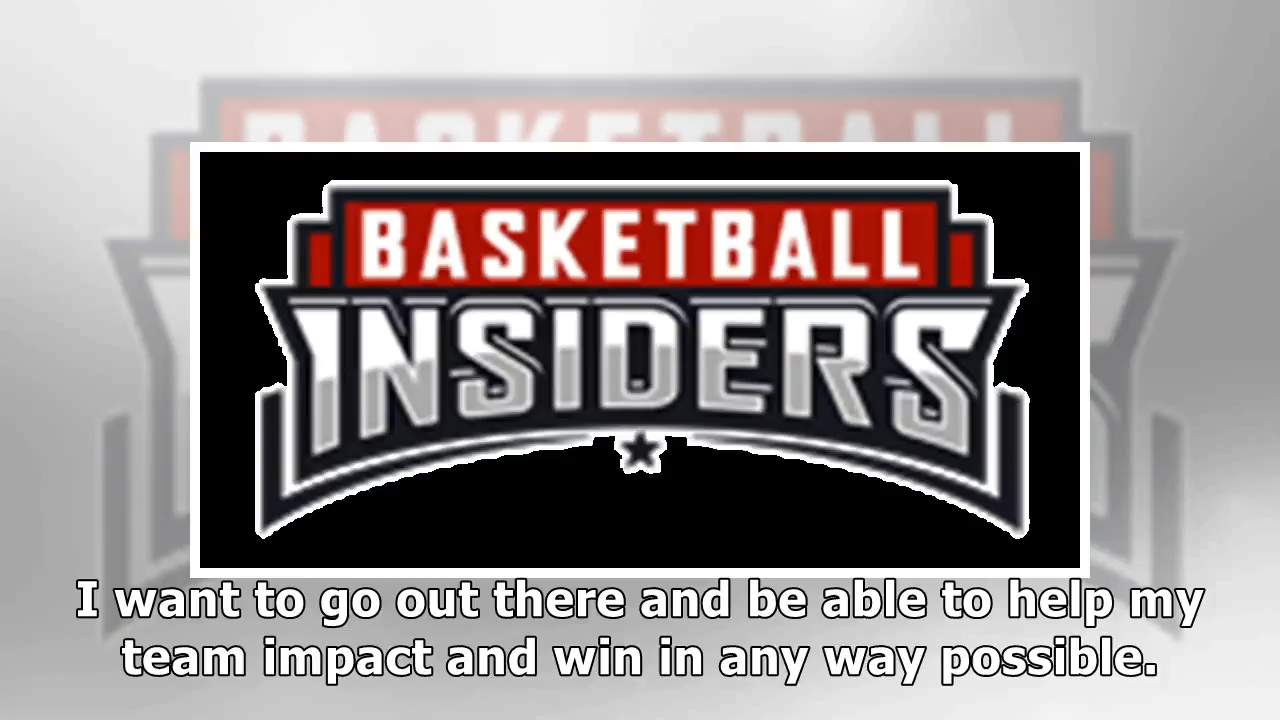 BASKETBALL
INSIDERS
I want to go out there and be able to help my
team impact and win in any way possible.